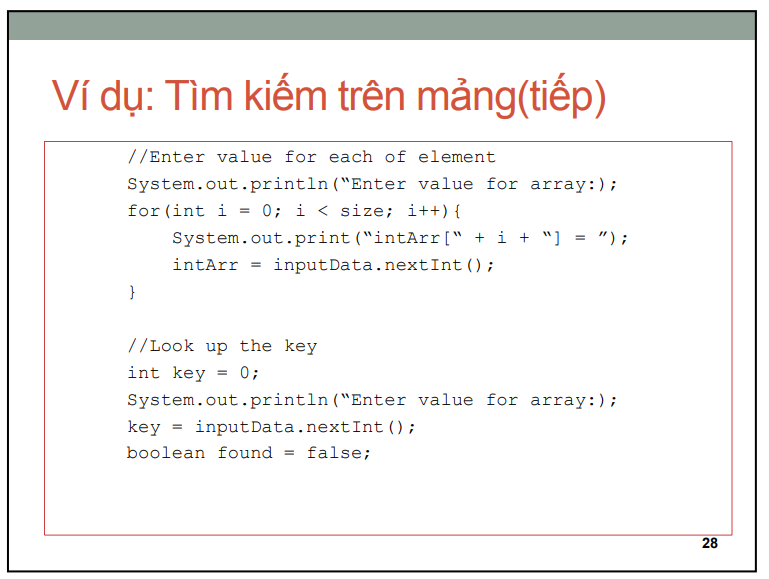 Ví dụ: Tìm kiếm trên mảng(tiếp)
//Enter value for each of element
System.out.println(“Enter value for array:);
for(int i = 0; i < size; i++){
System.out.print(“intArr[“ + i + “] = ”);
intArr = inputData.nextInt();
}
//Look up the key
int key = 0;
System.out.println(“Enter value for array:);
key = inputData.nextInt();
boolean found = false;
28